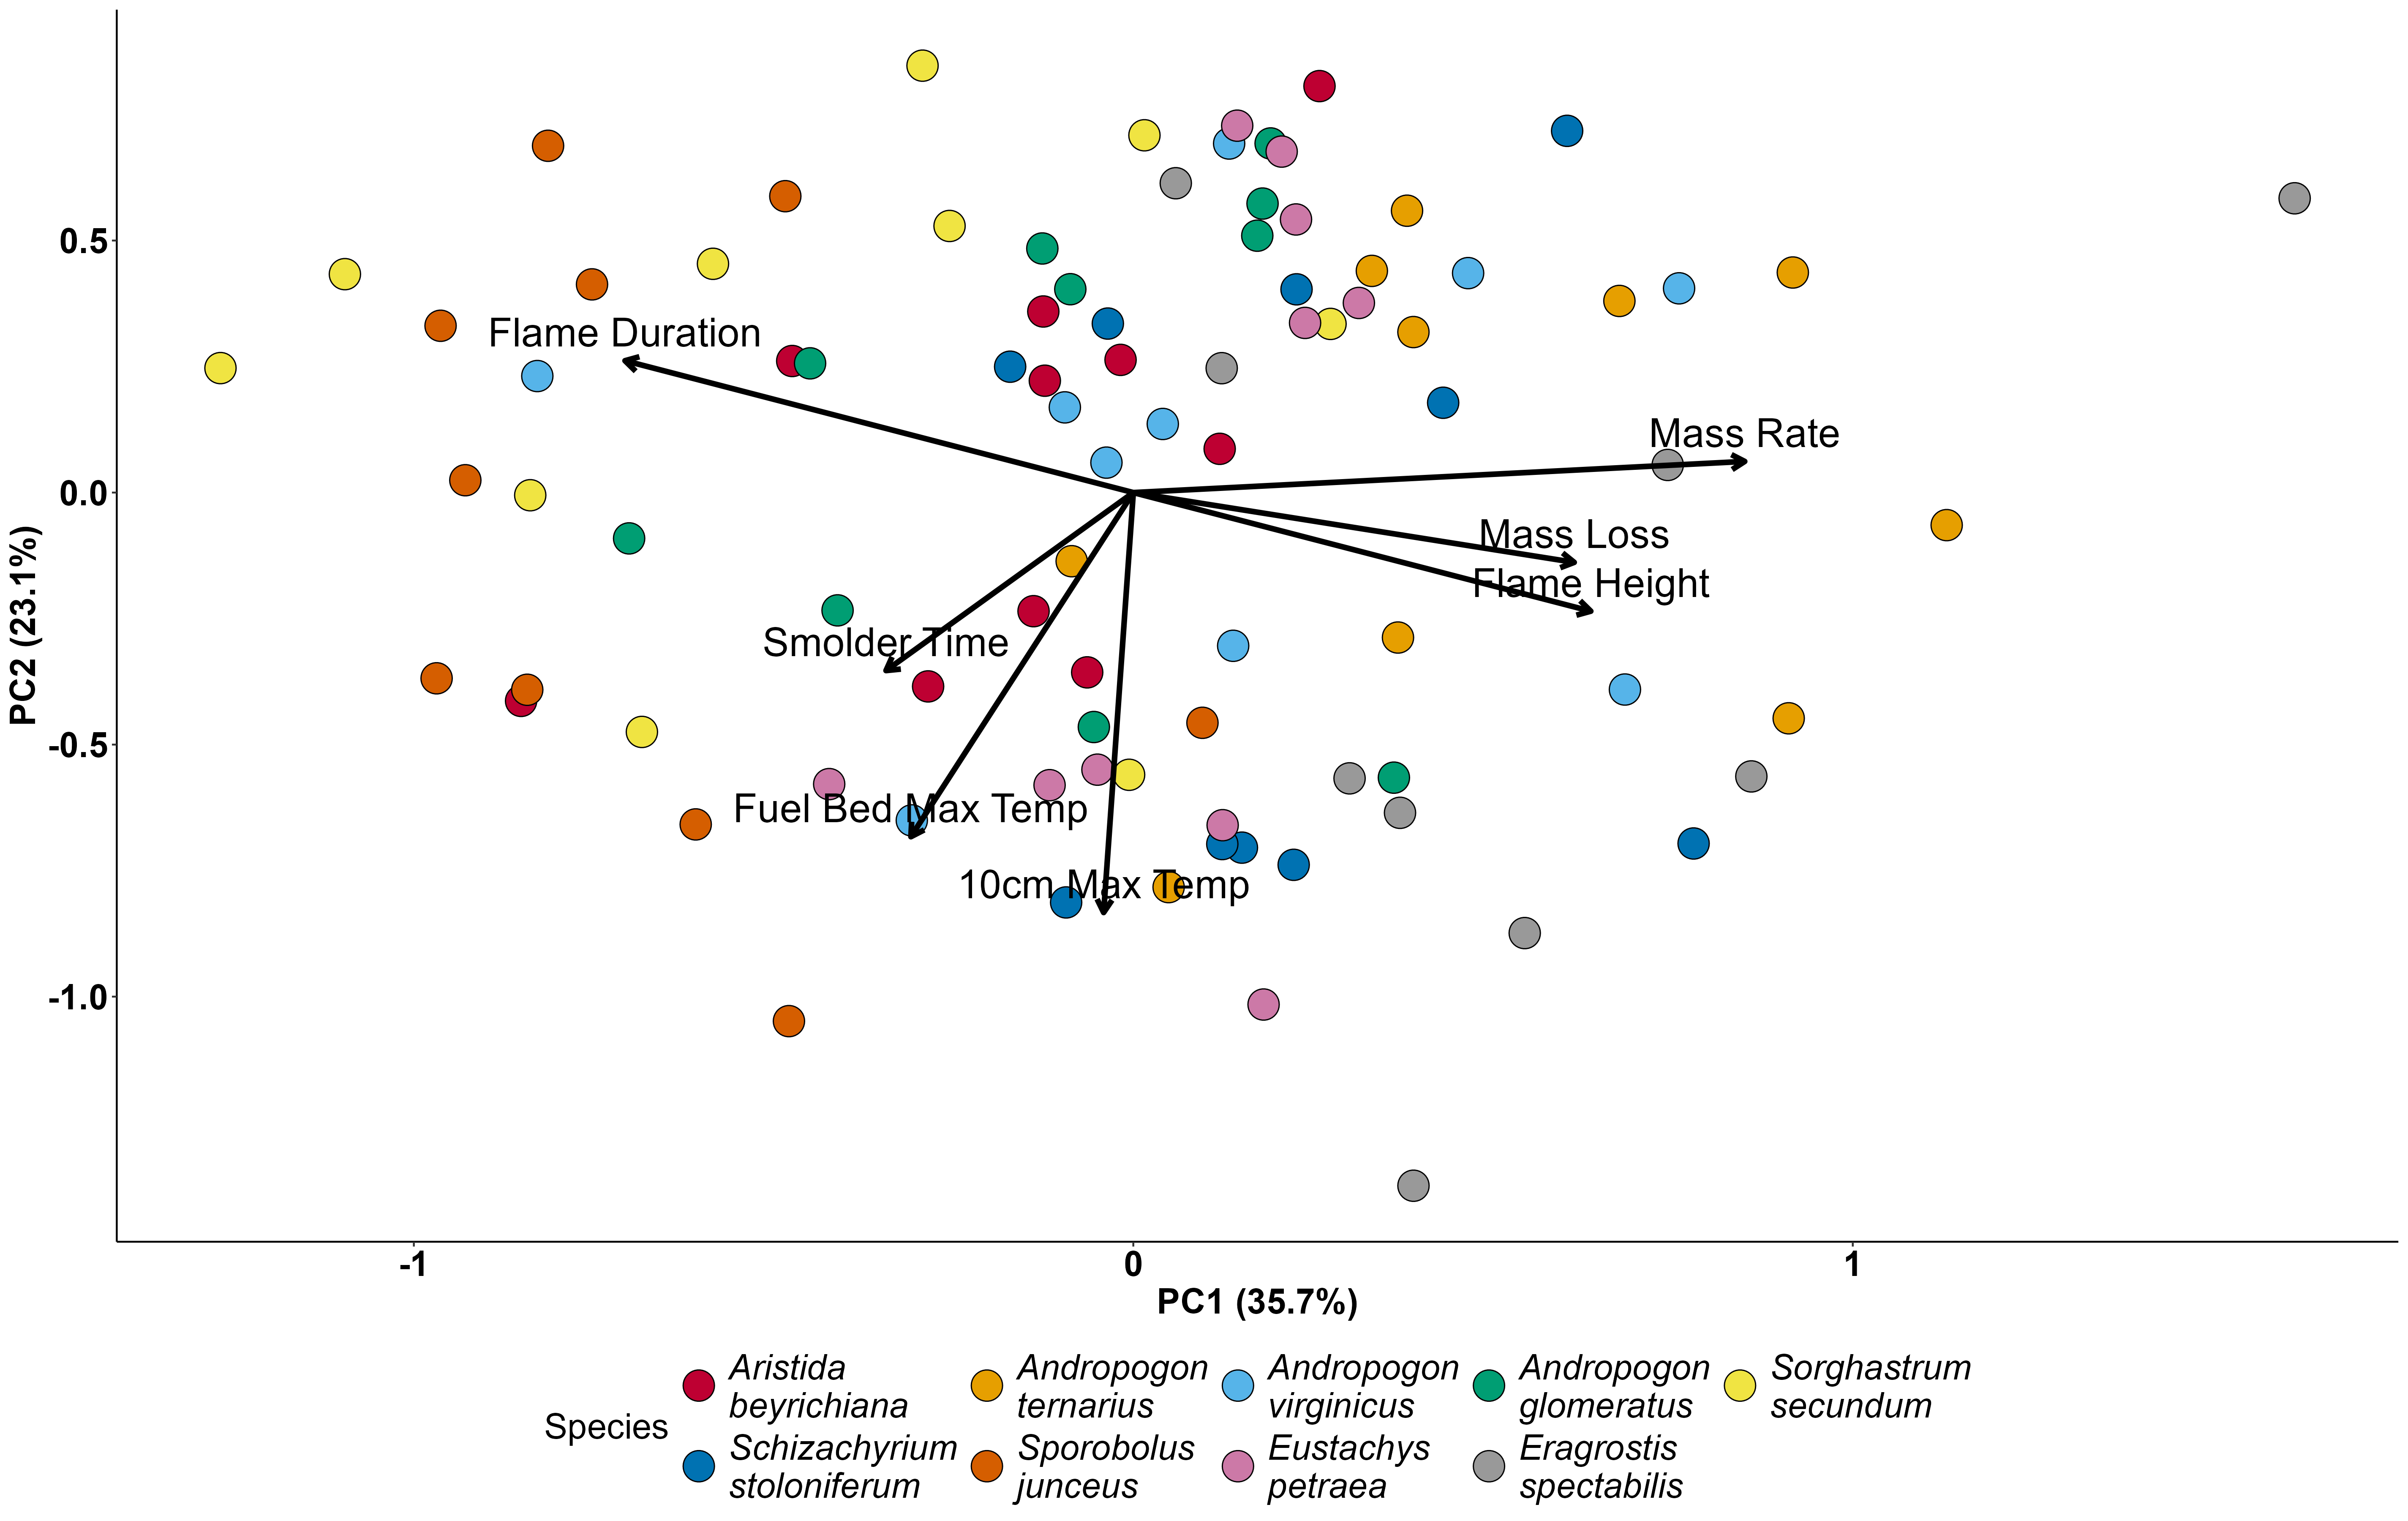 0.5
Flame Duration
Mass Rate
0.0
Mass Loss
Flame Height
Smolder Time
PC2 (23.1%)
-0.5
Fuel Bed Max Temp
10cm Max Temp
-1.0
-1
0
1
PC1 (35.7%)
Species
Aristida
beyrichiana
Andropogon
ternarius
Andropogon
virginicus
Andropogon
glomeratus
Sorghastrum
secundum
Schizachyrium
stoloniferum
Sporobolus
junceus
Eustachys
petraea
Eragrostis
spectabilis